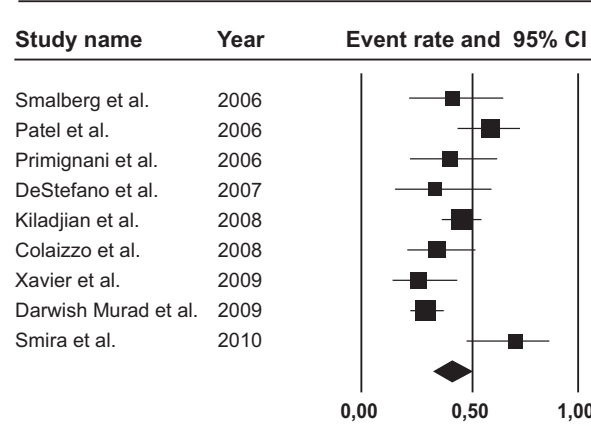 Study name Year Event rate and 95% CI
Smalberg et al. 2006
Patel et al. 2006
Primignani et al. 2006
DeStefano et al. 2007
Kiladjian et al. 2008
Colaizzo et al. 2008
Xavier et al. 2009
Darwish Murad et al. 2009
Smira et al. 2010
0,00 0,50 1,00